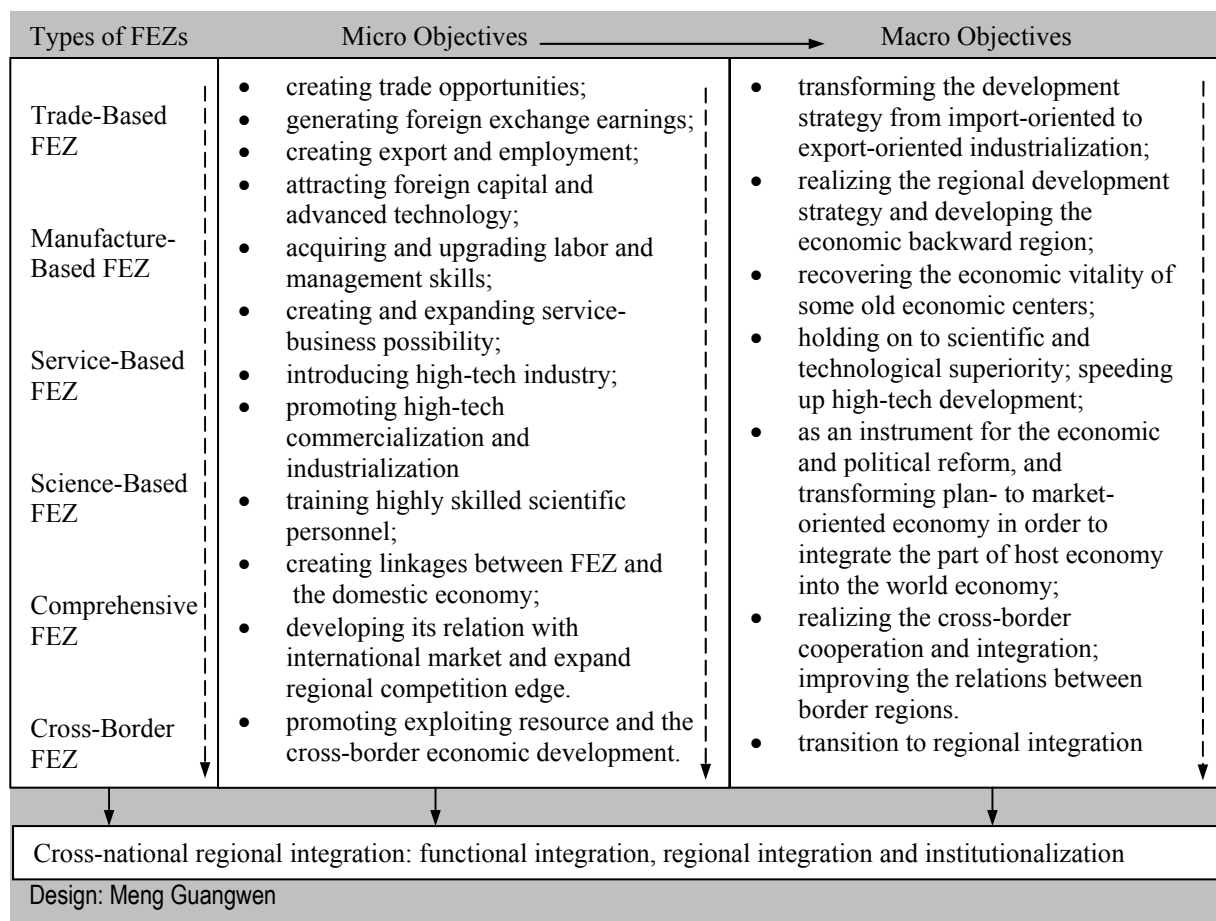 Types of FEZs
Micro Objectives
Macro Objectives
Trade-Based
FEZ
Manufacture-
Based FEZ
Service-Based
FEZ
Science-Based
FEZ
Comprehensive
FEZ
Cross-Border
FEZ
• creating trade opportunities;
• generating foreign exchange earnings;
• creating export and employment;
• attracting foreign capital and
advanced technology;
• acquiring and upgrading labor and
management skills;
• creating and expanding service-
business possibility;
• introducing high-tech industry;
• promoting high-tech
commercialization and
industrialization
• training highly skilled scientific
personnel;
• creating linkages between FEZ and
the domestic economy;
• developing its relation with
international market and expand
regional competition edge.
• promoting exploiting resource and the
cross-border economic development.
• transforming the development
strategy from import-oriented to
export-oriented industrialization;
• realizing the regional development
strategy and developing the
economic backward region;
• recovering the economic vitality of
some old economic centers;
• holding on to scientific and
technological superiority; speeding
up high-tech development;
• as an instrument for the economic
and political reform, and
transforming plan- to market-
oriented economy in order to
integrate the part of host economy
into the world economy;
• realizing the cross-border
cooperation and integration;
improving the relations between
border regions.
• transition to regional integration
Cross-national regional integration: functional integration, regional integration and institutionalization
Design: Meng Guangwen